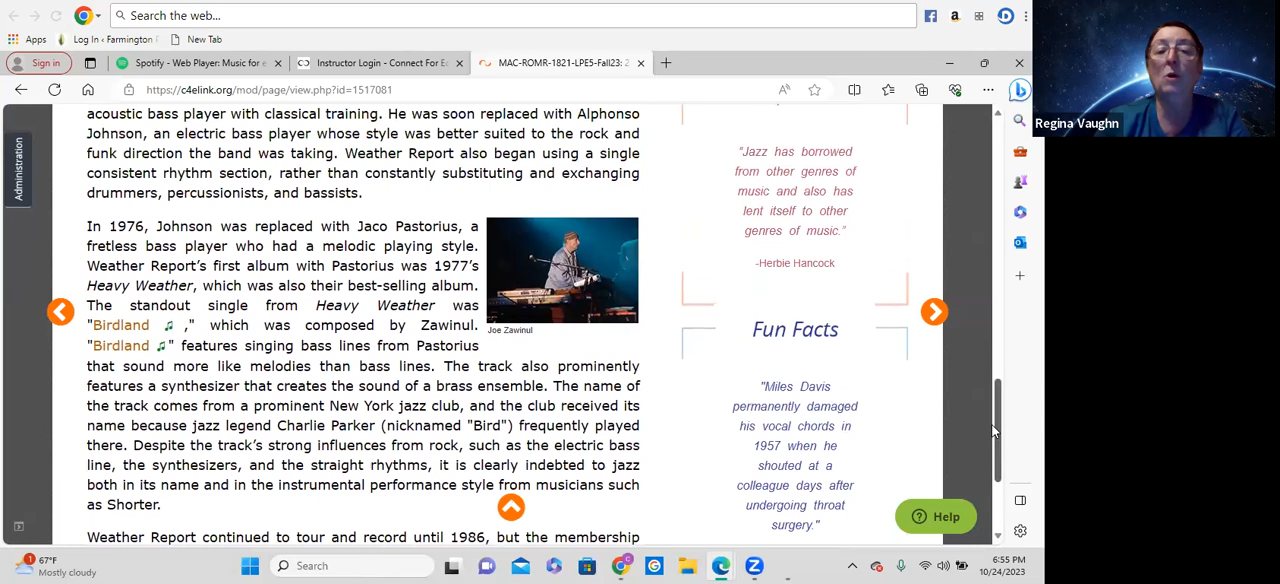 Search the web...
Apps
Log In ‹ Farmington
New Tab
Sign in
Spotify - Web Player: Music for e
Instructor Login - Connect For Ed
MAC-ROMR-1821-LPE5-Fall23: 2
https://c4elink.org/mod/page/view.php?id=1517081
Regina Vaughn
Administration
acoustic bass player with classical training. He was soon replaced with Alphonso
Johnson, an electric bass player whose style was better suited to the rock and
funk direction the band was taking. Weather Report also began using a single
consistent rhythm section, rather than constantly substituting and exchanging
drummers, percussionists, and bassists.
In 1976, Johnson was replaced with Jaco Pastorius, a
fretless bass player who had a melodic playing style.
Weather Report’s first album with Pastorius was 1977’s
Heavy Weather, which was also their best-selling album.
The standout single from Heavy Weather was
"Birdland ♫ ," which was composed by Zawinul.
"Birdland ♫" features singing bass lines from Pastorius
that sound more like melodies than bass lines. The track also prominently
features a synthesizer that creates the sound of a brass ensemble. The name of
the track comes from a prominent New York jazz club, and the club received its
name because jazz legend Charlie Parker (nicknamed "Bird") frequently played
there. Despite the track’s strong influences from rock, such as the electric bass
line, the synthesizers, and the straight rhythms, it is clearly indebted to jazz
both in its name and in the instrumental performance style from musicians such
as Shorter.
Weather Report continued to tour and record until 1986, but the membership
Joe Zawinul
“Jazz has borrowed
from other genres of
music and also has
lent itself to other
genres of music.”
-Herbie Hancock
Fun Facts
"Miles Davis
permanently damaged
his vocal chords in
1957 when he
shouted at a
colleague days after
undergoing throat
surgery."
Help
67°F
Mostly cloudy
Search
6:55 PM
10/24/2023